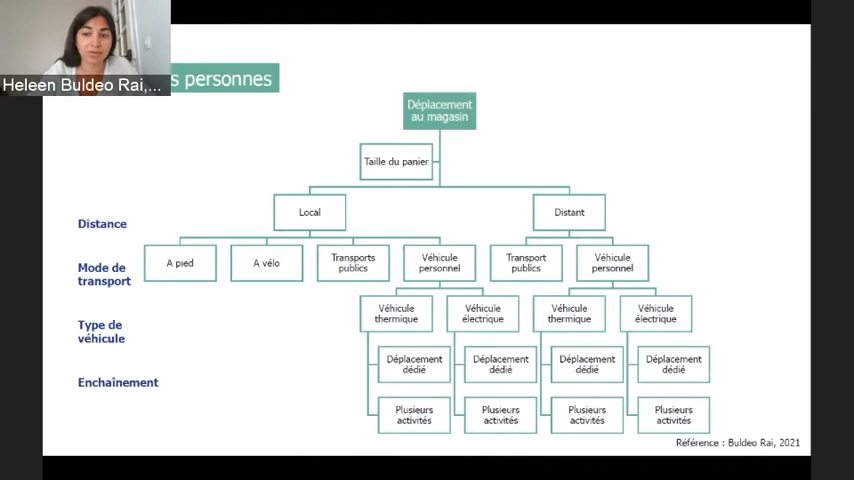 Heleen Buldeo Rai,...
s personnes
Déplacement
au magasin
Taille du panier
Distance
Local
Distant
Mode de
transport
A pied
A vélo
Transports
publics
Véhicule
personnel
Transport
publics
Véhicule
personnel
Type de
véhicule
Véhicule
thermique
Véhicule
électrique
Véhicule
thermique
Véhicule
électrique
Enchaînement
Déplacement
dédié
Déplacement
dédié
Déplacement
dédié
Déplacement
dédié
Plusieurs
activités
Plusieurs
activités
Plusieurs
activités
Plusieurs
activités
Référence : Buldeo Rai, 2021